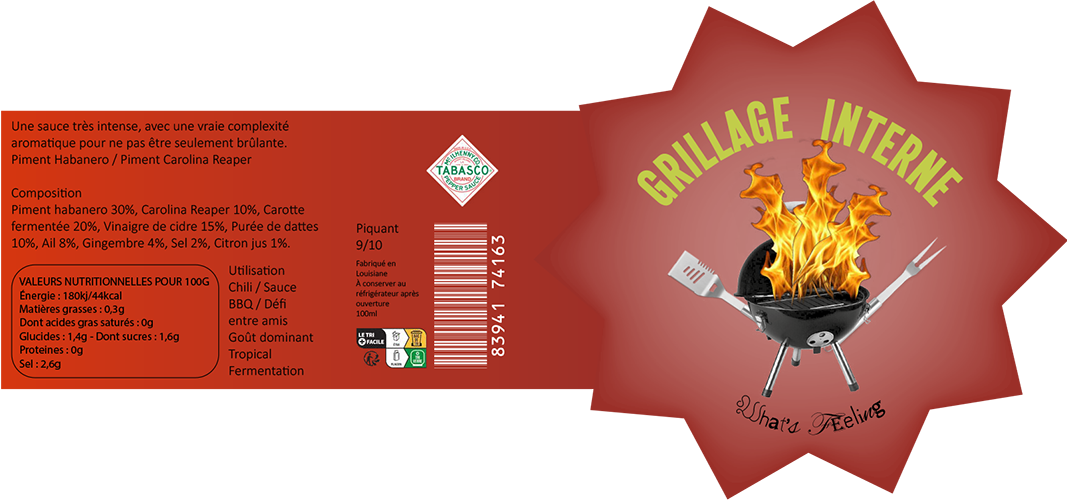 Une sauce très intense, avec une vraie complexité
aromatique pour ne pas être seulement brûlante.
Piment Habanero / Piment Carolina Reaper
Composition
Piment habanero 30%, Carolina Reaper 10%, Carotte
fermentée 20%, Vinaigre de cidre 15%, Purée de dattes
10%, Ail 8%, Gingembre 4%, Sel 2%, Citron jus 1%.
VALEURS NUTRITIONNELLES POUR 100G
Énergie : 180kj/44kcal
Matières grasses : 0,3g
Dont acides gras saturés : 0g
Glucides : 1,4g - Dont sucres : 1,6g
Proteines : 0g
Sel : 2,6g
Utilisation
Chili / Sauce
BBQ / Défi
entre amis
Goût dominant
Tropical
Fermentation
McILHENNY CO.
TABASCO
BRAND
PEPPER SAUCE
Piquant
9/10
Fabriqué en
Louisiane
À conserver au
réfrigérateur après
ouverture
100ml
LE TRI
+ FACILE
83941 74163
GRILLAGE INTERNE
What's FEeling